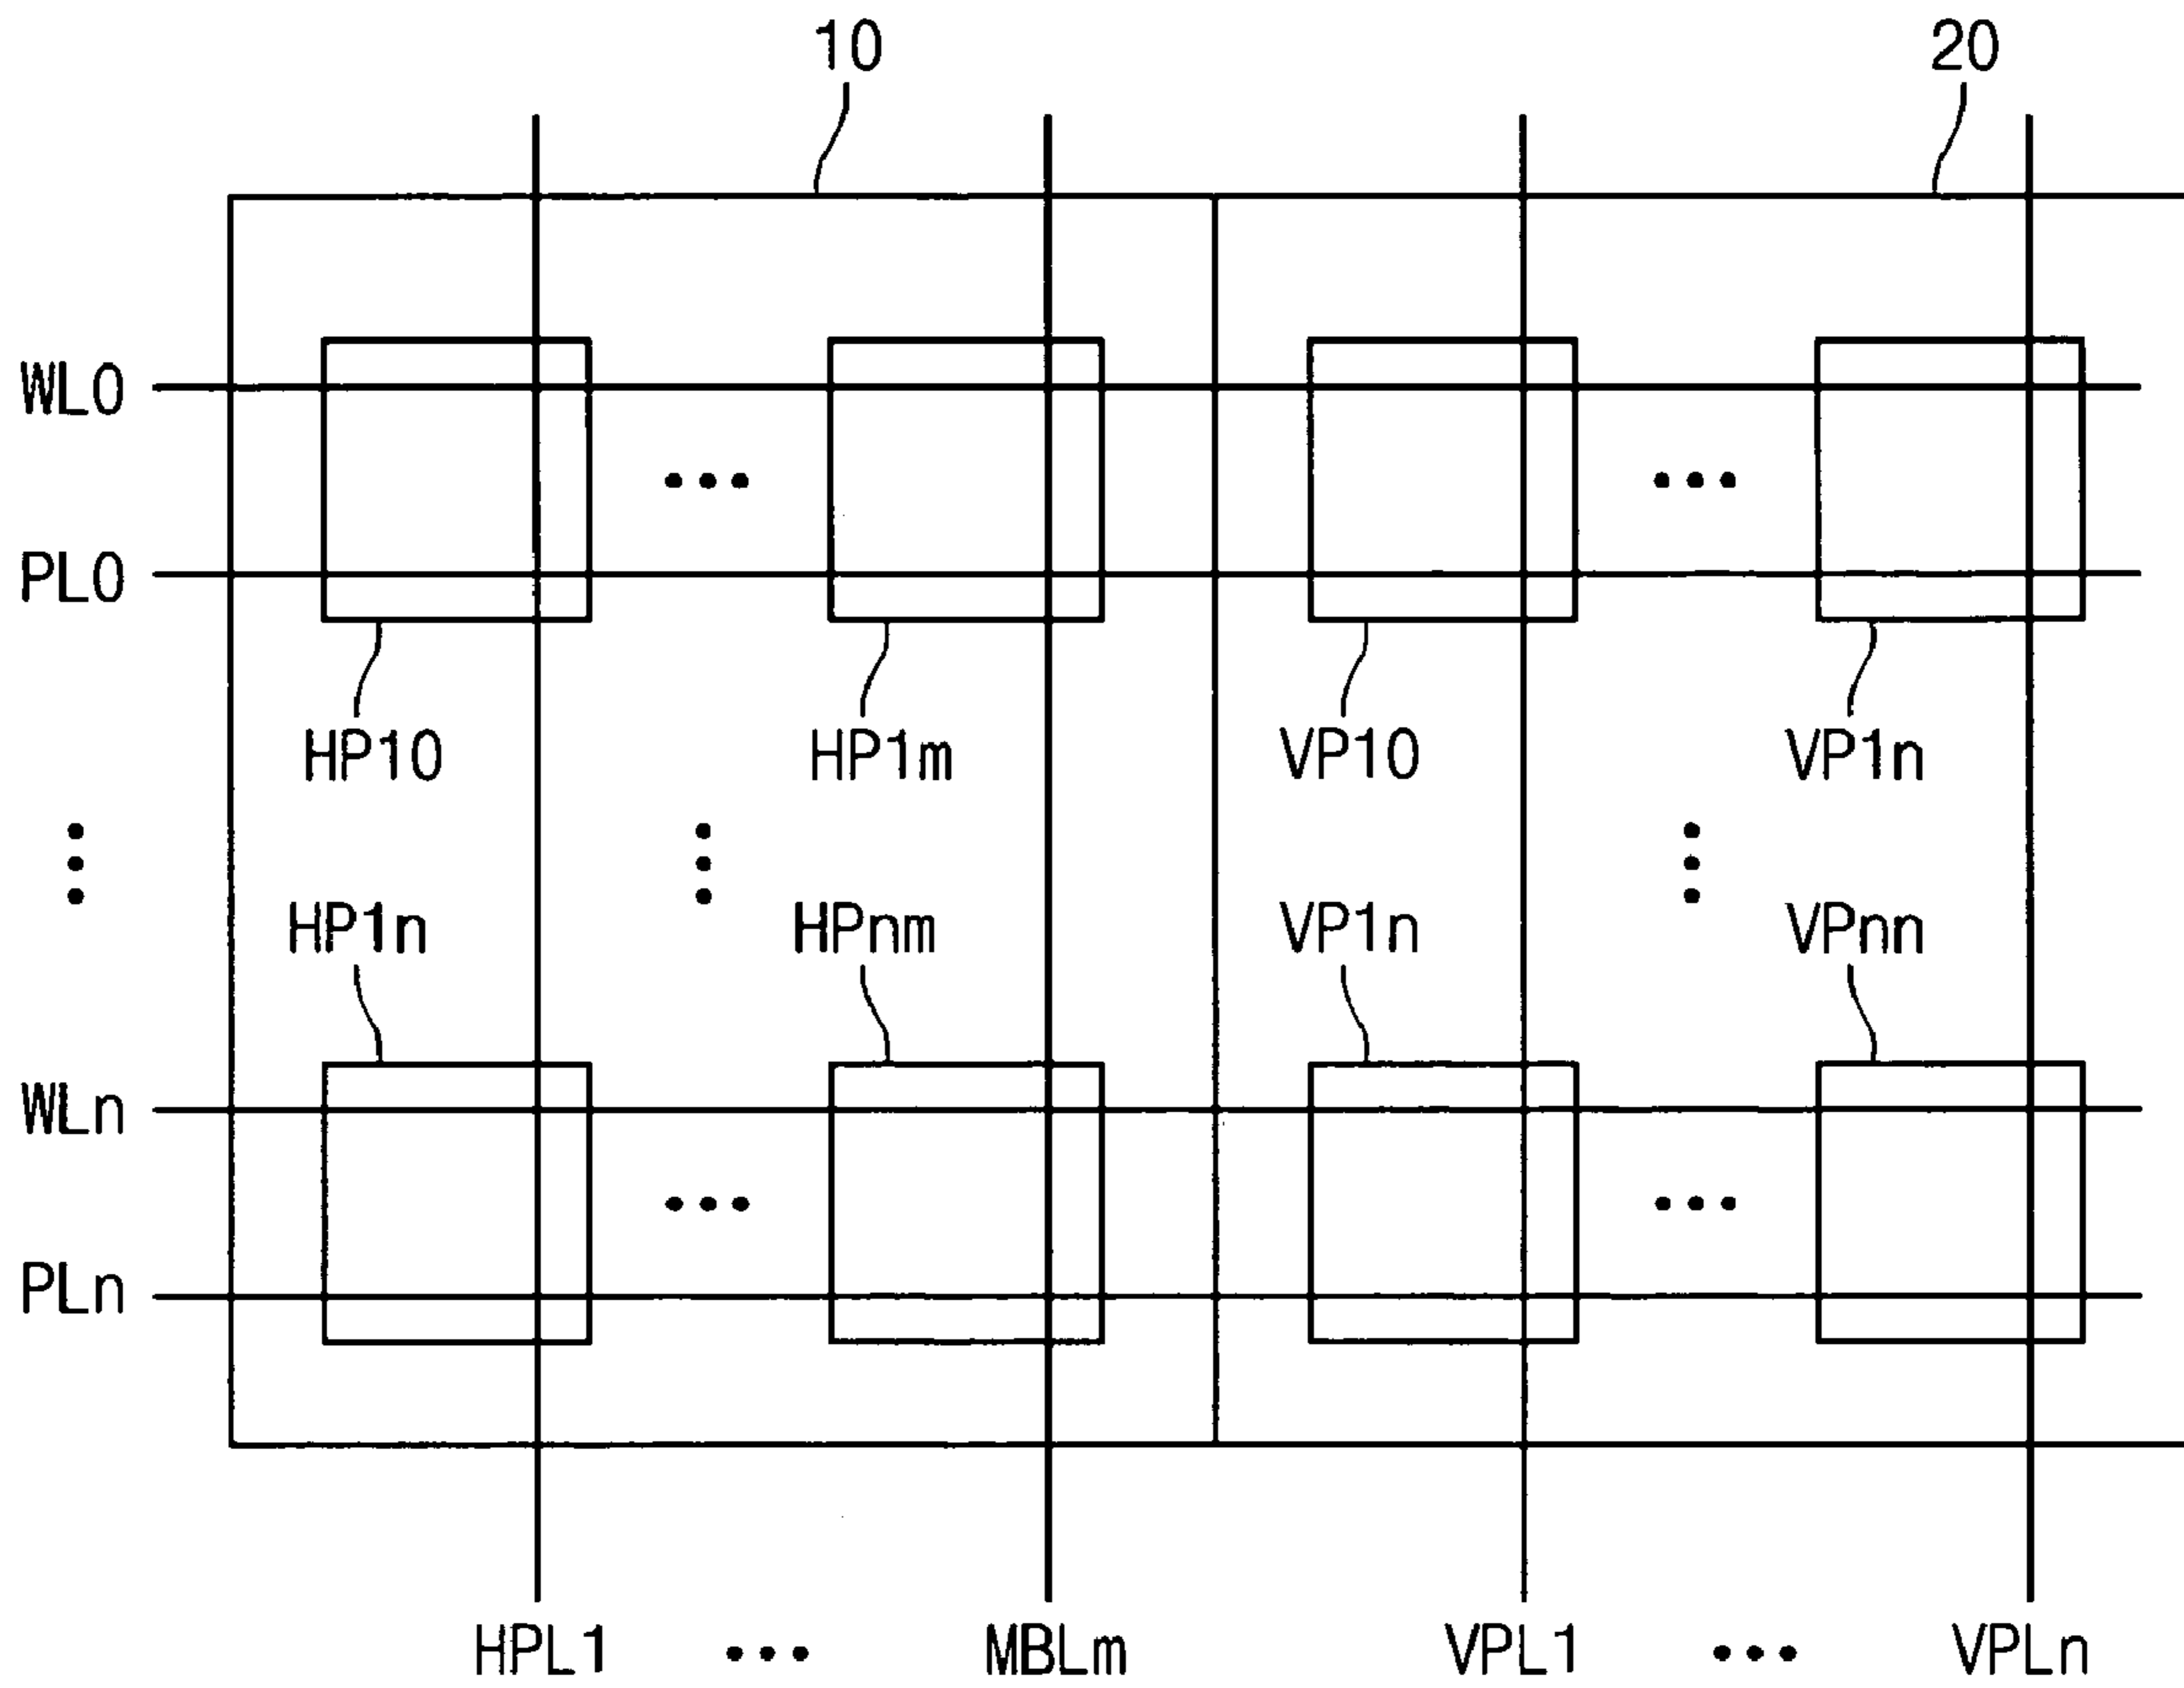 10 20
WL0
PL0
HP10 HP1m VP10 VP1n
HP1n HPnm VP1n VPnn
WLn
PLn
HPL1 ... MBLm VPL1 ... VPLn